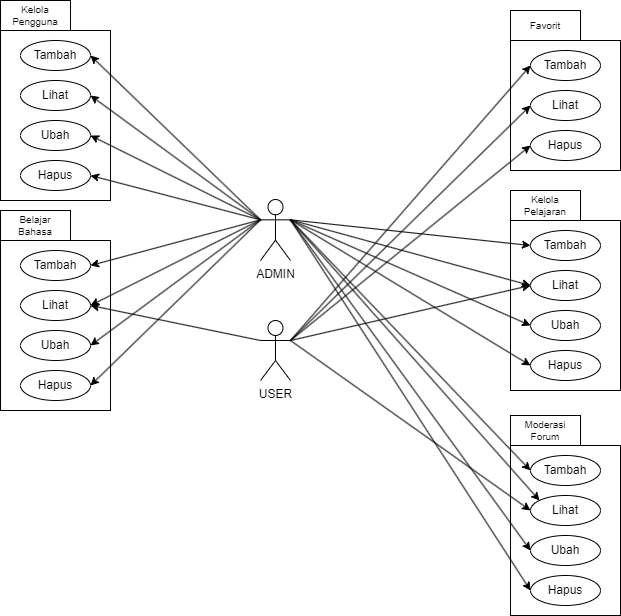 Kelola
Pengguna
Tambah
Lihat
Ubah
Hapus
Belajar
Bahasa
Tambah
Lihat
Ubah
Hapus
ADMIN
USER
Favorit
Tambah
Lihat
Hapus
Kelola
Pelajaran
Tambah
Lihat
Ubah
Hapus
Moderasi
Forum
Tambah
Lihat
Ubah
Hapus